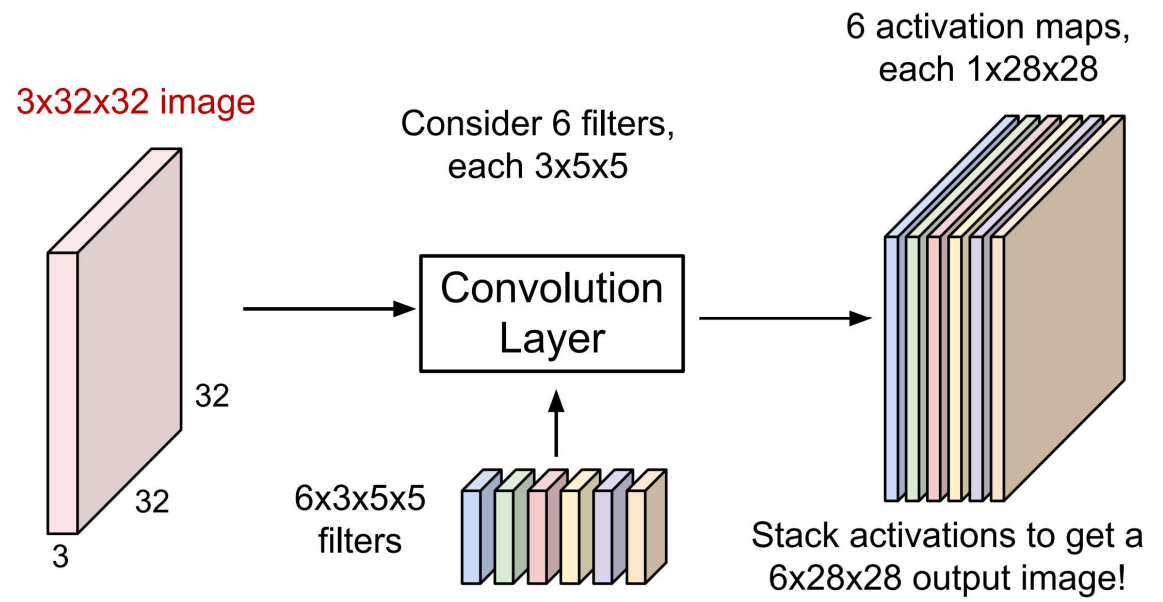 3x32x32 image
32
32
3
Consider 6 filters,
each 3x5x5
Convolution
Layer
6x3x5x5
filters
6 activation maps,
each 1x28x28
Stack activations to get a
6x28x28 output image!